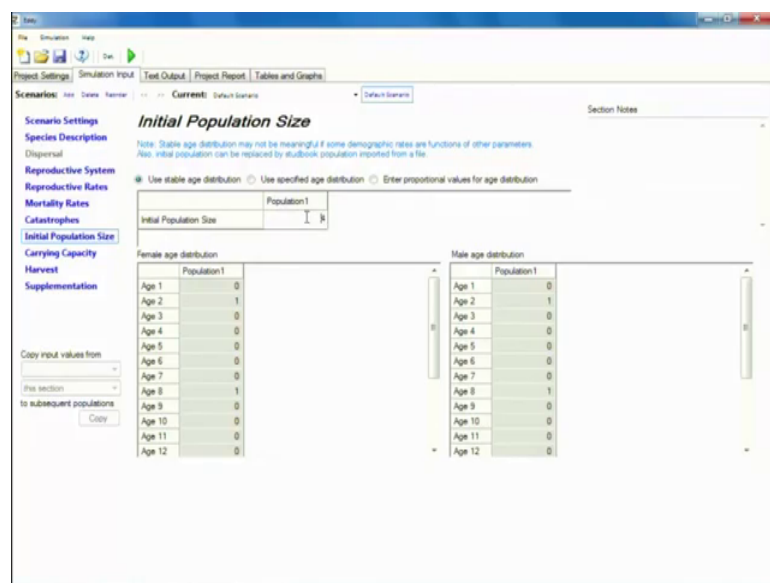 File Simulation Help
Project Settings Simulation Input Text Output Project Report Tables and Graphs
Scenarios: Add Delete Reorder << >> Current: Default Scenario Default Scenario
Section Notes
Scenario Settings
Species Description
Dispersal
Reproductive System
Reproductive Rates
Mortality Rates
Catastrophes
Initial Population Size
Carrying Capacity
Harvest
Supplementation
Copy input values from
this section
to subsequent populations
Copy
Initial Population Size
Note: Stable age distribution may not be meaningful if some demographic rates are functions of other parameters.
Also, initial population can be replaced by studbook population imported from a file.
Use stable age distribution Use specified age distribution Enter proportional values for age distribution
Population1
Initial Population Size
Female age distribution
Population1
Age 1 0
Age 2 1
Age 3 0
Age 4 0
Age 5 0
Age 6 0
Age 7 0
Age 8 1
Age 9 0
Age 10 0
Age 11 0
Age 12 0
Male age distribution
Population1
Age 1 0
Age 2 1
Age 3 0
Age 4 0
Age 5 0
Age 6 0
Age 7 0
Age 8 1
Age 9 0
Age 10 0
Age 11 0
Age 12 0